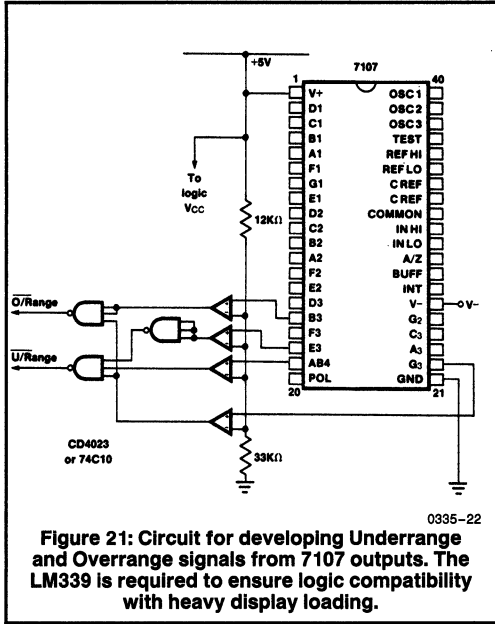 +5V
7107
1 40
V+ OSC 1
D1 OSC 2
C1 OSC 3
B1 TEST
A1 REF HI
F1 REF LO
G1 C REF
E1 C REF
D2 COMMON
C2 IN HI
B2 IN LO
A2 A/Z
F2 BUFF
E2 INT
D3 V− V−
B3 G2
F3 C3
E3 A3
AB4 G3
POL GND
20 21
To
logic
VCC
12KΩ
O/Range
U/Range
CD4023
or 74C10
33KΩ
0335–22
Figure 21: Circuit for developing Underrange
and Overrange signals from 7107 outputs. The
LM339 is required to ensure logic compatibility
with heavy display loading.